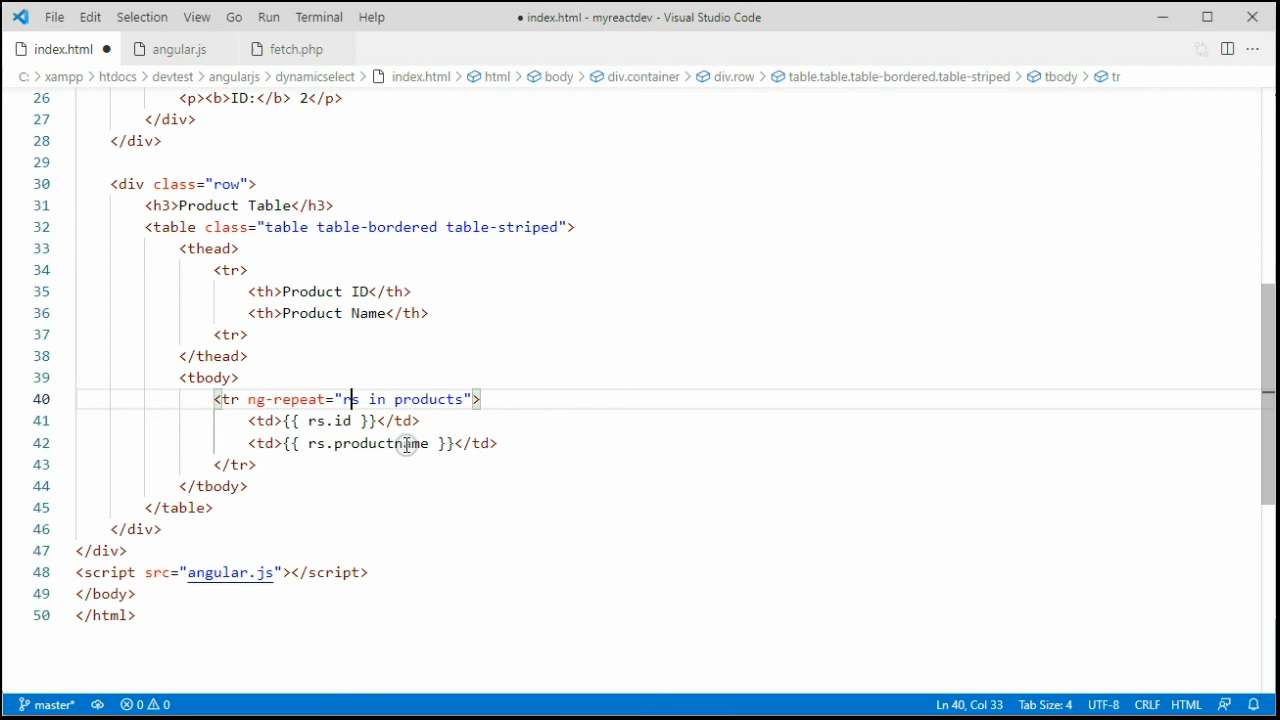 File Edit Selection View Go Run Terminal Help
● index.html - myreactdev - Visual Studio Code
index.html ● angular.js fetch.php
C: > xampp > htdocs > devtest > angularjs > dynamicselect > index.html > html > body > div.container > div.row > table.table.table-bordered.table-striped > tbody > tr
26 <p><b>ID:</b> 2</p>
27 </div>
28 </div>
29
30 <div class="row">
31 <h3>Product Table</h3>
32 <table class="table table-bordered table-striped">
33 <thead>
34 <tr>
35 <th>Product ID</th>
36 <th>Product Name</th>
37 <tr>
38 </thead>
39 <tbody>
40 <tr ng-repeat="rs in products">
41 <td>{{ rs.id }}</td>
42 <td>{{ rs.productname }}</td>
43 </tr>
44 </tbody>
45 </table>
46 </div>
47 </div>
48 <script src="angular.js"></script>
49 </body>
50 </html>
master* 0 0 Ln 40, Col 33 Tab Size: 4 UTF-8 CRLF HTML